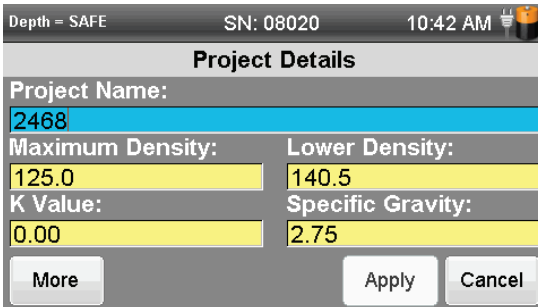 Depth = SAFE SN: 08020 10:42 AM
Project Details
Project Name:
2468
Maximum Density: Lower Density:
125.0 140.5
K Value: Specific Gravity:
0.00 2.75
More Apply Cancel